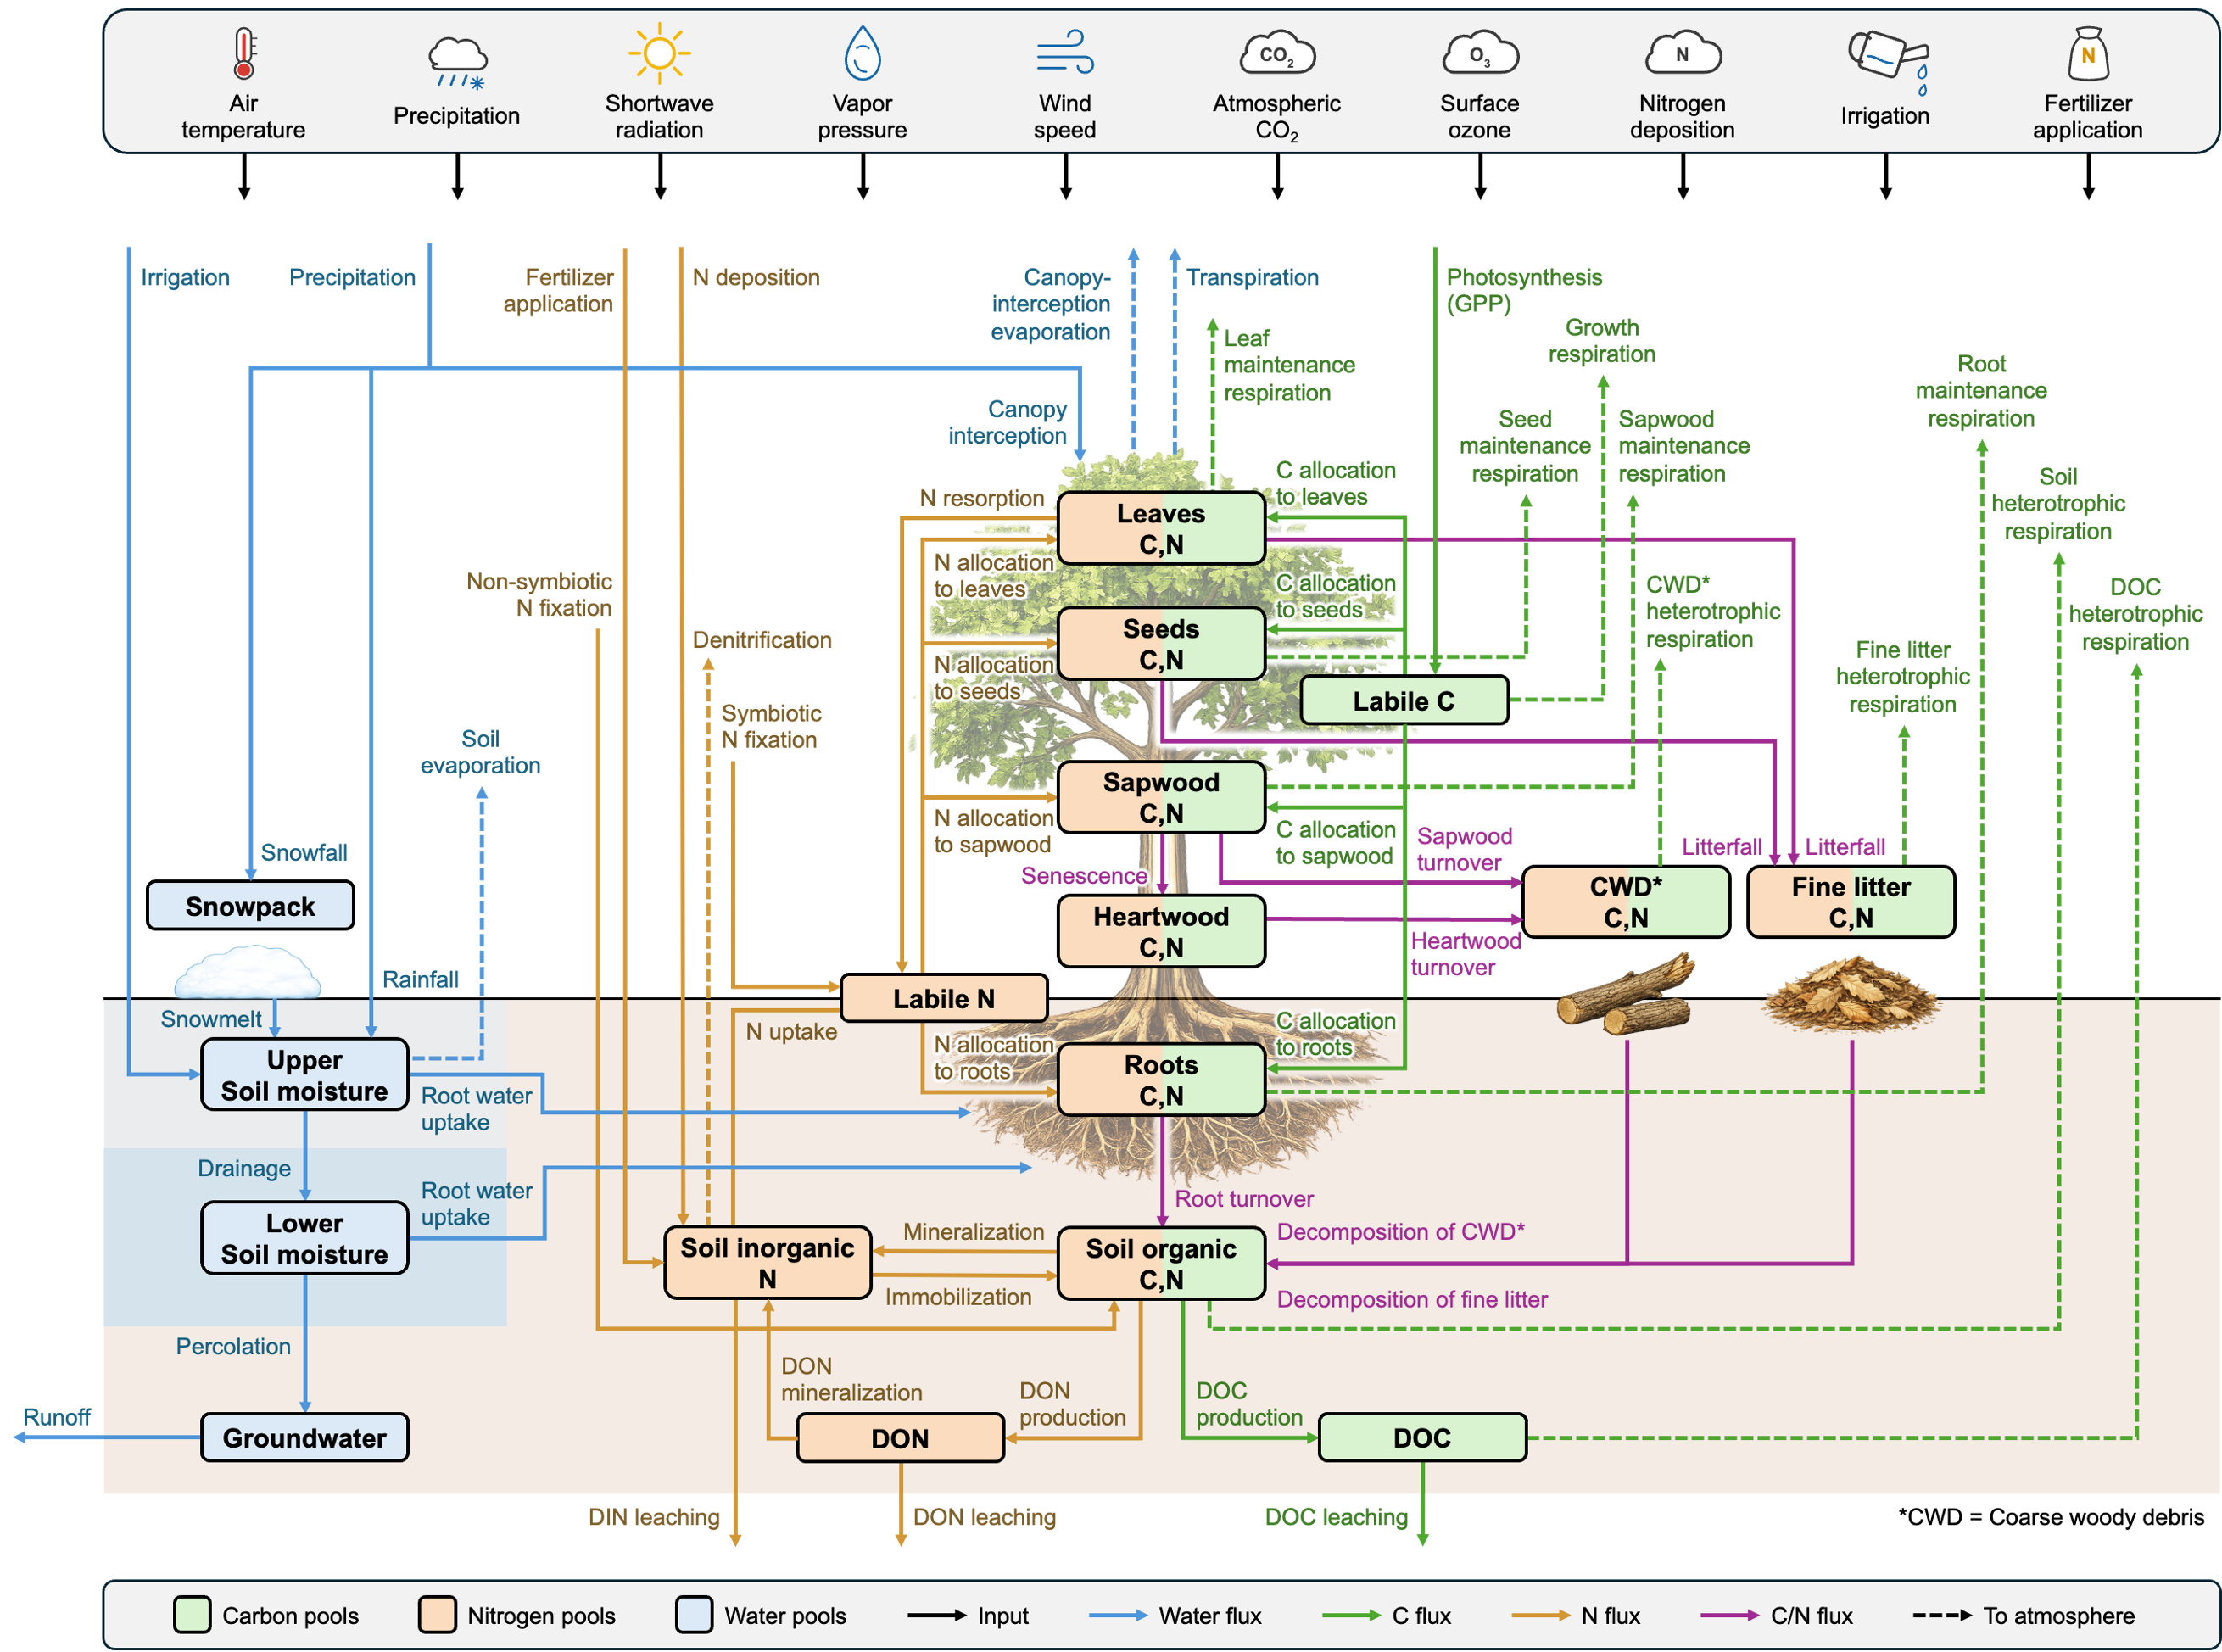 CO2
O3
N
N
Air
temperature
Precipitation
Shortwave
radiation
Vapor
pressure
Wind
speed
Atmospheric
CO2
Surface
ozone
Nitrogen
deposition
Irrigation
Fertilizer
application
Irrigation
Precipitation
Fertilizer
application
N deposition
Canopy-
interception
evaporation
Transpiration
Photosynthesis
(GPP)
Leaf
maintenance
respiration
Growth
respiration
Root
maintenance
respiration
Canopy
interception
Seed
maintenance
respiration
Sapwood
maintenance
respiration
Soil
heterotrophic
respiration
N resorption
C allocation
to leaves
Leaves
C,N
N allocation
to leaves
Non-symbiotic
N fixation
C allocation
to seeds
CWD*
heterotrophic
respiration
DOC
heterotrophic
respiration
Denitrification
Seeds
C,N
Fine litter
heterotrophic
respiration
N allocation
to seeds
Labile C
Symbiotic
N fixation
Soil
evaporation
Sapwood
C,N
N allocation
to sapwood
C allocation
to sapwood
Sapwood
turnover
Litterfall
Litterfall
Snowfall
Senescence
Snowpack
Heartwood
C,N
CWD*
C,N
Fine litter
C,N
Heartwood
turnover
Rainfall
Labile N
Snowmelt
N uptake
N allocation
to roots
C allocation
to roots
Upper
Soil moisture
Roots
C,N
Root water
uptake
Drainage
Root water
uptake
Root turnover
Lower
Soil moisture
Soil inorganic
N
Mineralization
Immobilization
Soil organic
C,N
Decomposition of CWD*
Decomposition of fine litter
Percolation
DON
mineralization
DON
production
DOC
production
Runoff
Groundwater
DON
DOC
DIN leaching
DON leaching
DOC leaching
*CWD = Coarse woody debris
Carbon pools
Nitrogen pools
Water pools
Input
Water flux
C flux
N flux
C/N flux
To atmosphere